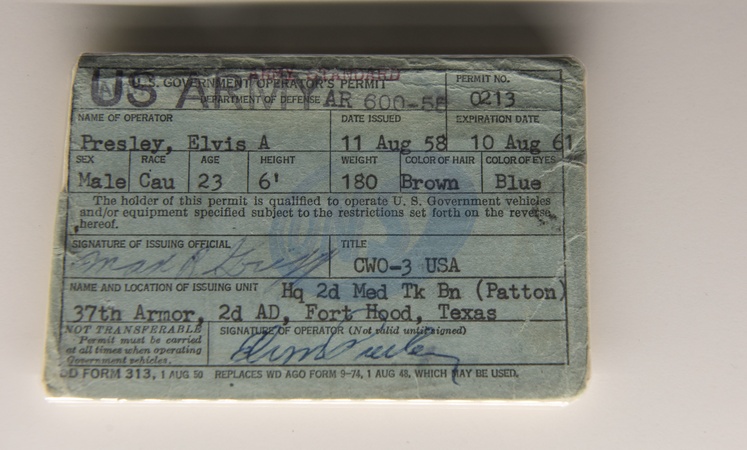 US ARMY
ARMY STANDARD
U.S. GOVERNMENT OPERATOR'S PERMIT
DEPARTMENT OF DEFENSE AR 600-55
PERMIT NO.
0213
NAME OF OPERATOR
Presley, Elvis A
DATE ISSUED
11 Aug 58
EXPIRATION DATE
10 Aug 61
SEX
Male
RACE
Cau
AGE
23
HEIGHT
6'
WEIGHT
180
COLOR OF HAIR
Brown
COLOR OF EYES
Blue
The holder of this permit is qualified to operate U. S. Government vehicles
and/or equipment specified subject to the restrictions set forth on the reverse
hereof.
SIGNATURE OF ISSUING OFFICIAL
TITLE
CWO-3 USA
NAME AND LOCATION OF ISSUING UNIT Hq 2d Med Tk Bn (Patton)
37th Armor, 2d AD, Fort Hood, Texas
NOT TRANSFERABLE
Permit must be carried
at all times when operating
Government vehicles.
SIGNATURE OF OPERATOR (Not valid until signed)
Elvis Presley
DD FORM 313, 1 AUG 50 REPLACES WD AGO FORM 9-74, 1 AUG 48, WHICH MAY BE USED.